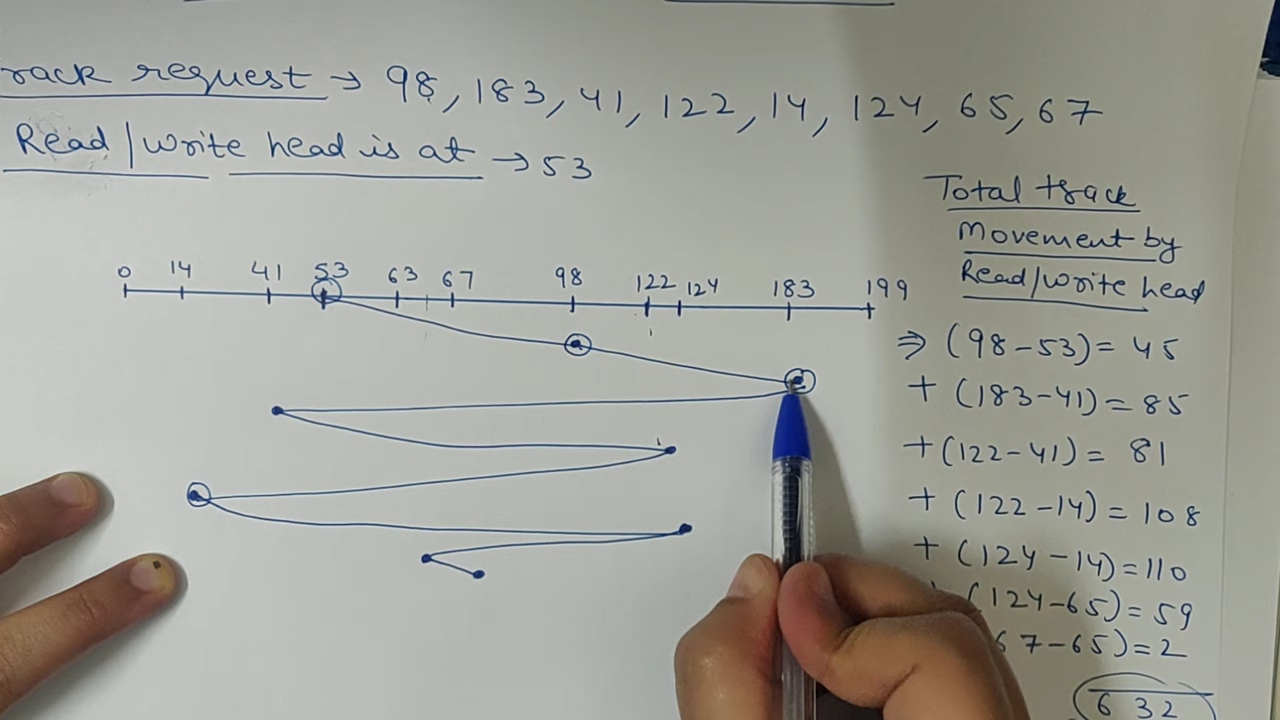 rack request → 98, 183, 41, 122, 14, 124, 65, 67
Read/write head is at → 53
0 14 41 53 63 67 98 122 124 183 199
Total track
Movement by
Read/write head
⇒ (98-53) = 45
+ (183-41) = 85
+ (122-41) = 81
+ (122-14) = 108
+ (124-14) = 110
(124-65) = 59
67-65) = 2
632